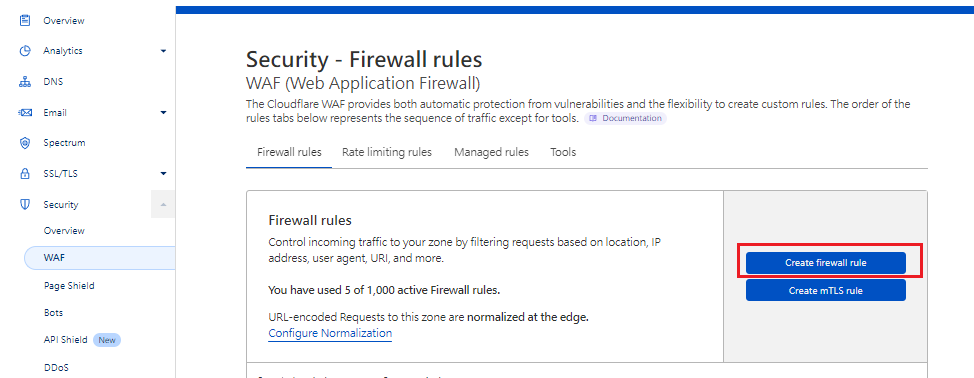 Overview
Analytics
DNS
Email
Spectrum
SSL/TLS
Security
Overview
WAF
Page Shield
Bots
API Shield New
DDoS
Security - Firewall rules
WAF (Web Application Firewall)
The Cloudflare WAF provides both automatic protection from vulnerabilities and the flexibility to create custom rules. The order of the
rules tabs below represents the sequence of traffic except for tools. Documentation
Firewall rules Rate limiting rules Managed rules Tools
Firewall rules
Control incoming traffic to your zone by filtering requests based on location, IP
address, user agent, URI, and more.
You have used 5 of 1,000 active Firewall rules.
URL-encoded Requests to this zone are normalized at the edge.
Configure Normalization
Create firewall rule
Create mTLS rule